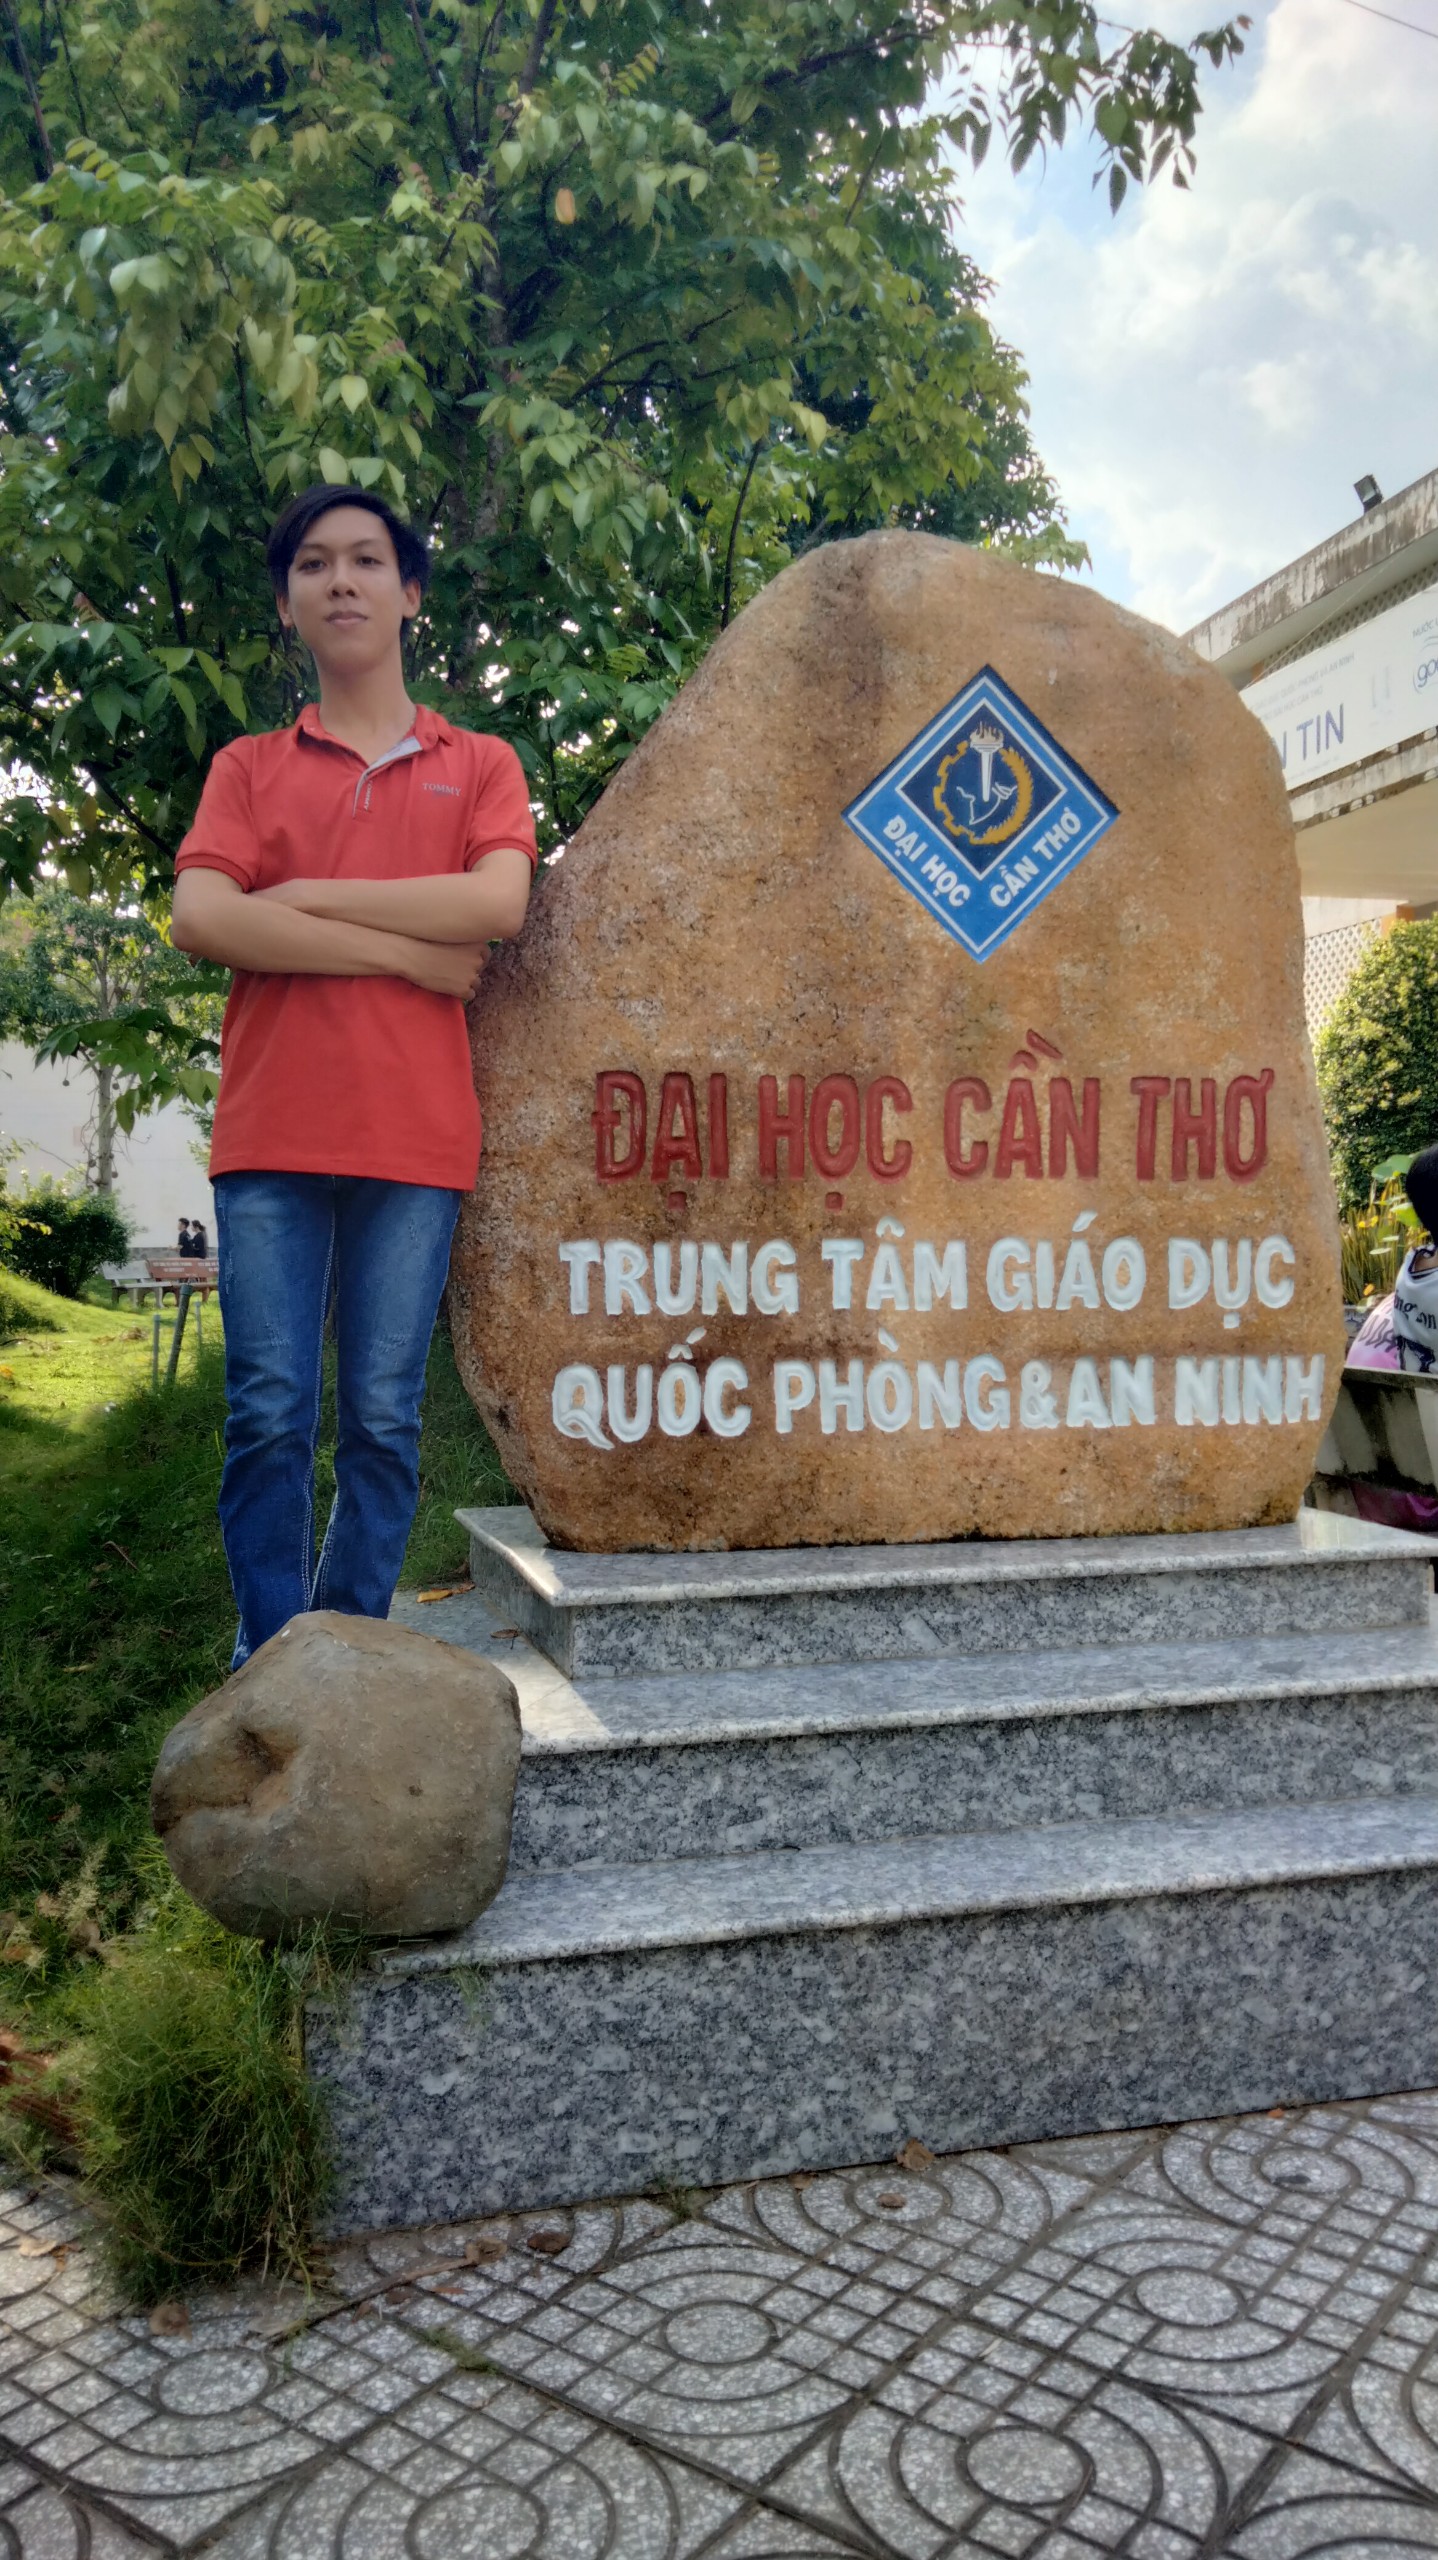 TOMMY
ĐẠI HỌC CẦN THƠ
TIN
ĐẠI HỌC CẦN THƠ
TRUNG TÂM GIÁO DỤC
QUỐC PHÒNG & AN NINH